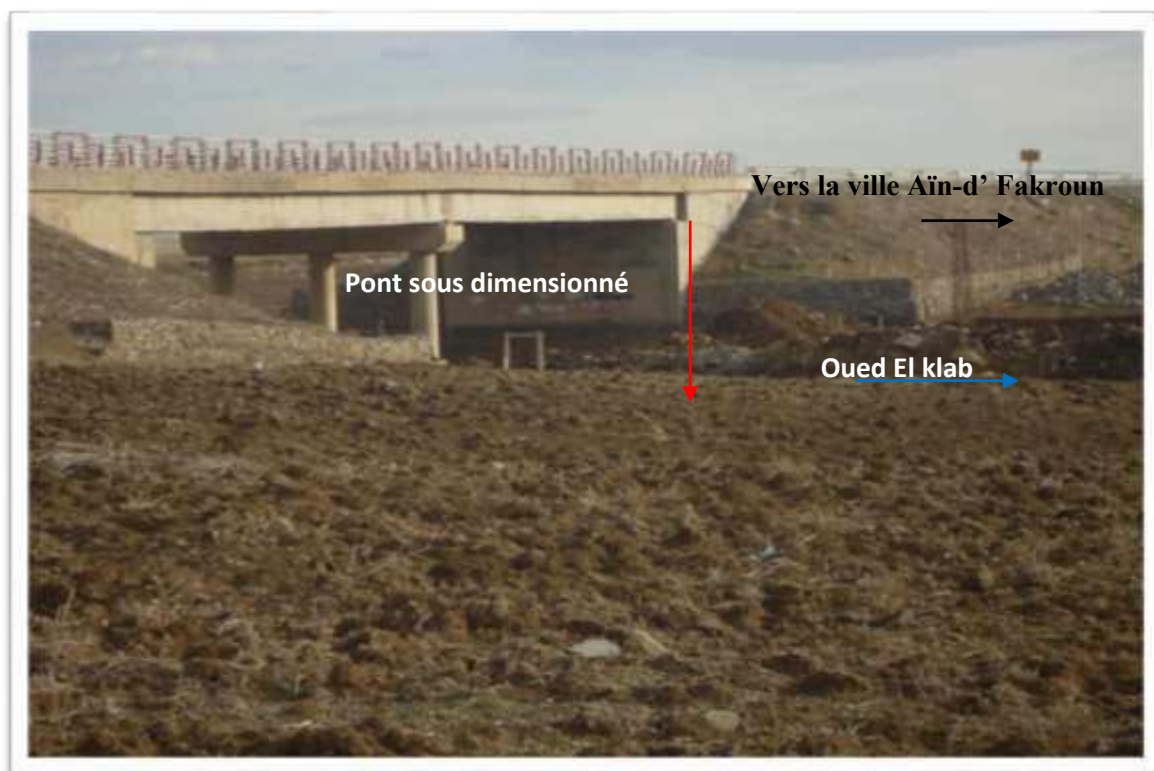 Vers la ville Aïn-d’ Fakroun
Pont sous dimensionné
Oued El klab